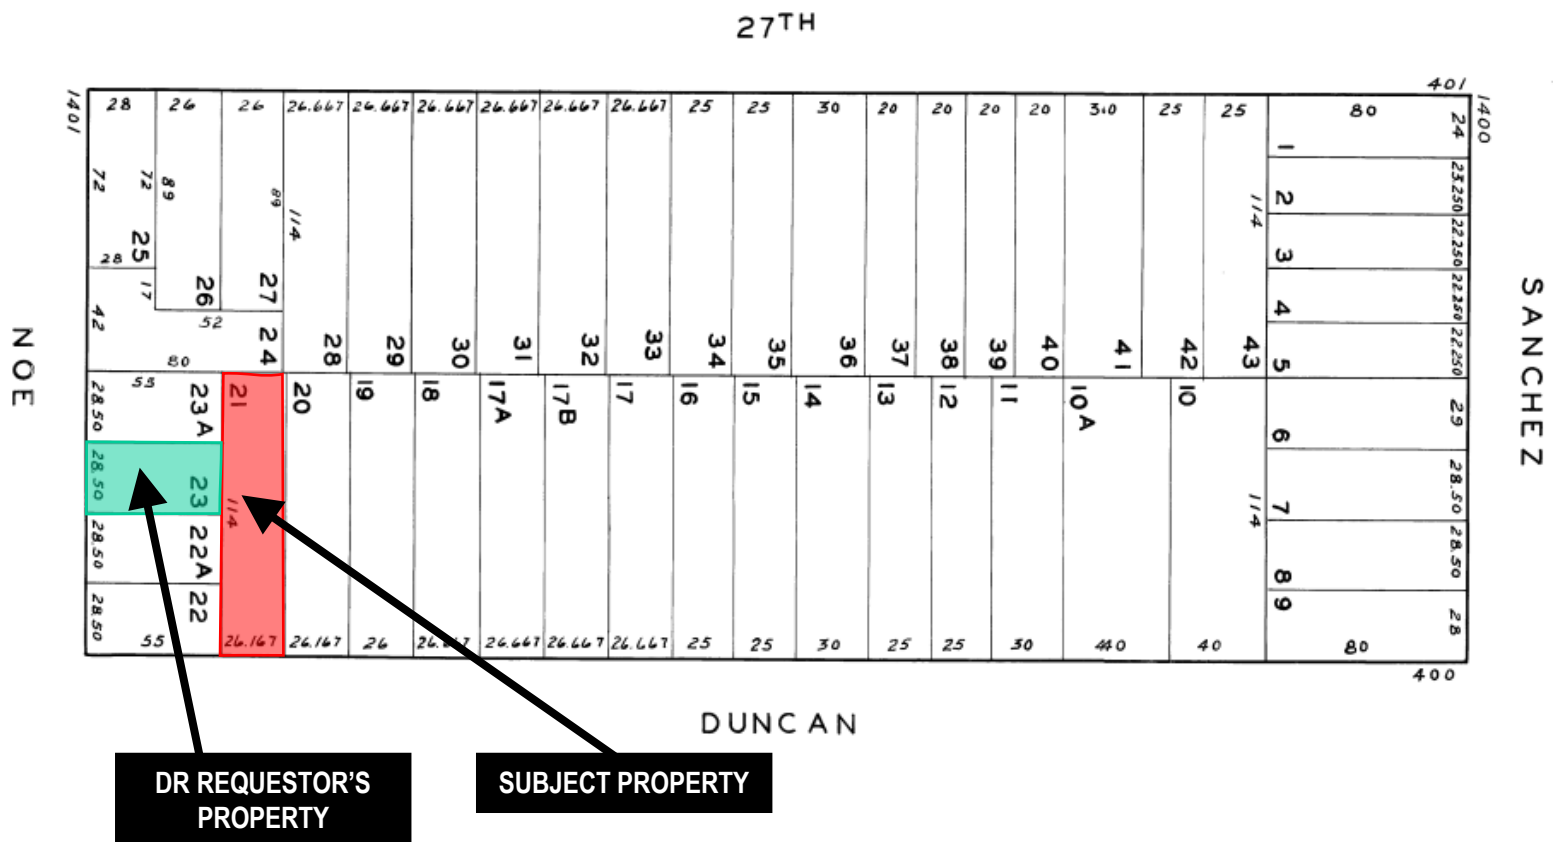 27TH
401
1401
28 26 26 26.667 26.667 26.667 26.667 26.667 26.667 25 25 30 20 20 20 20 25 25 80 24
1400
1
72 72 89 89 114 114 2 23.250
25 3 22.250
28 26 27
17 4 22.250
42 52
80 24 28 29 30 31 32 33 34 35 36 37 38 39 40 41 42 43 5 22.250
NOE
SANCHEZ
55 23A 21 20 19 18 17A 17B 17 16 15 14 13 12 11 10A 10 29
28.50 6
28.50 23 114 114 7 28.50
28.50 22A 8 28.50
28.50 22 9 28
55 26.167 26.167 26 26.667 26.667 26.667 25 25 30 25 25 30 40 80
400
DUNCAN
DR REQUESTOR'S
PROPERTY
SUBJECT PROPERTY